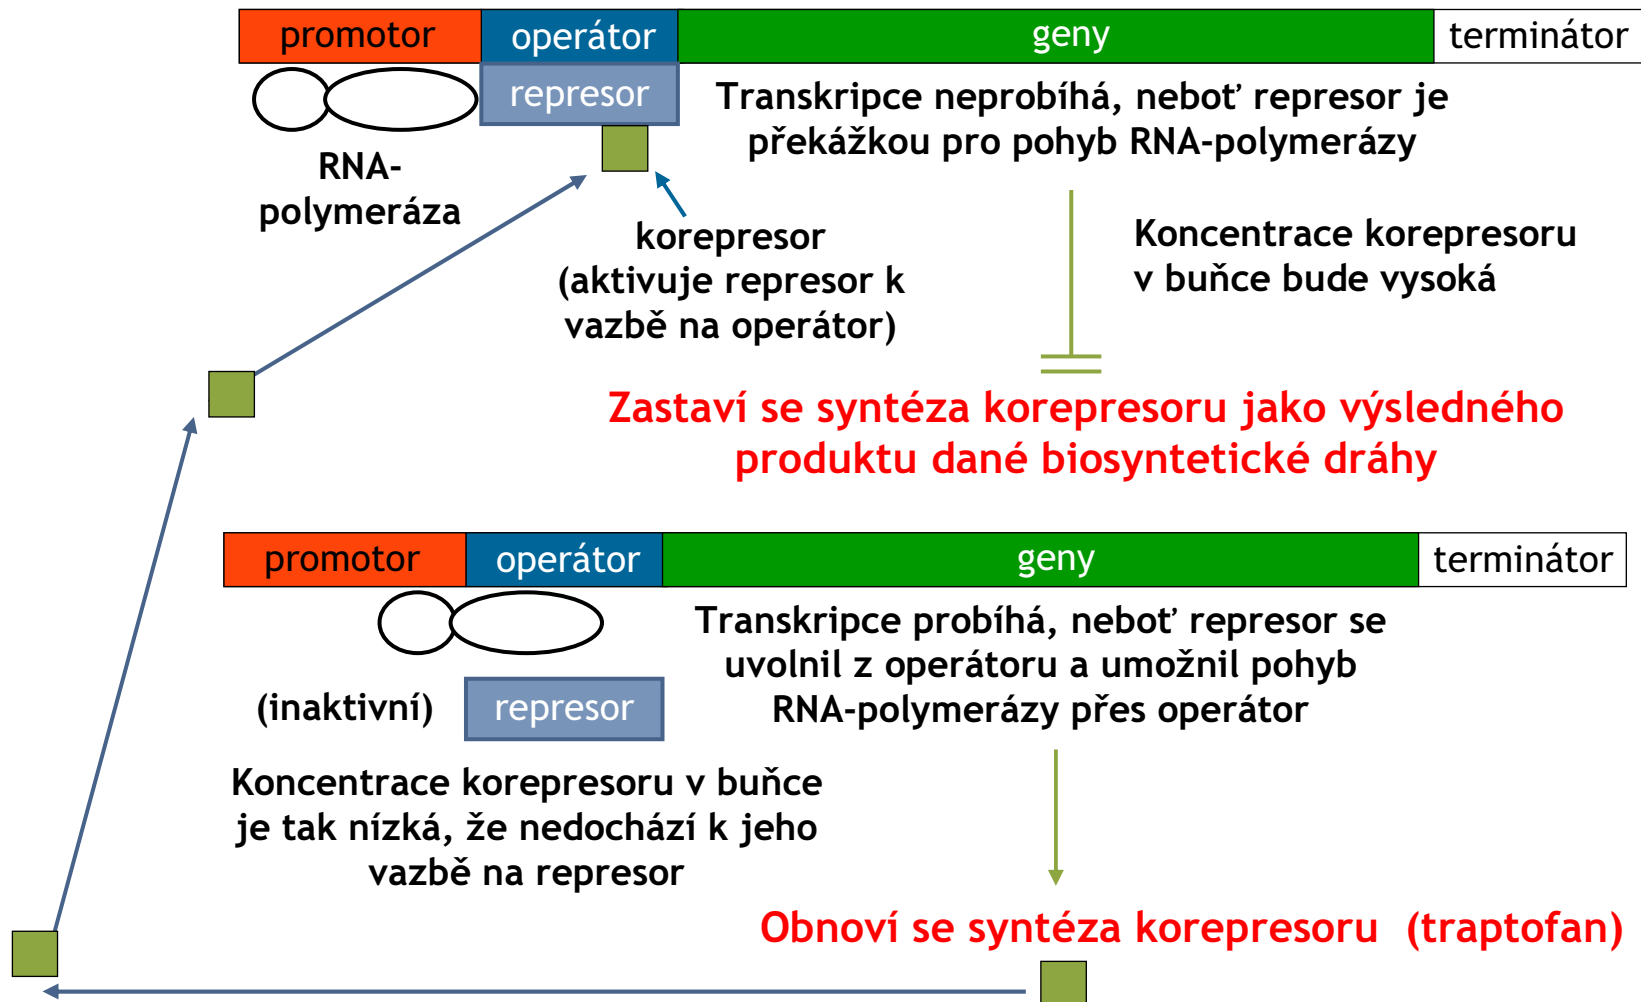 promotor operátor geny terminátor
represor
Transkripce neprobíhá, neboť represor je
překážkou pro pohyb RNA-polymerázy
RNA-
polymeráza
korepresor
(aktivuje represor k
vazbě na operátor)
Koncentrace korepresoru
v buňce bude vysoká
Zastaví se syntéza korepresoru jako výsledného
produktu dané biosyntetické dráhy
promotor operátor geny terminátor
Transkripce probíhá, neboť represor se
uvolnil z operátoru a umožnil pohyb
RNA-polymerázy přes operátor
(inaktivní) represor
Koncentrace korepresoru v buňce
je tak nízká, že nedochází k jeho
vazbě na represor
Obnoví se syntéza korepresoru (traptofan)